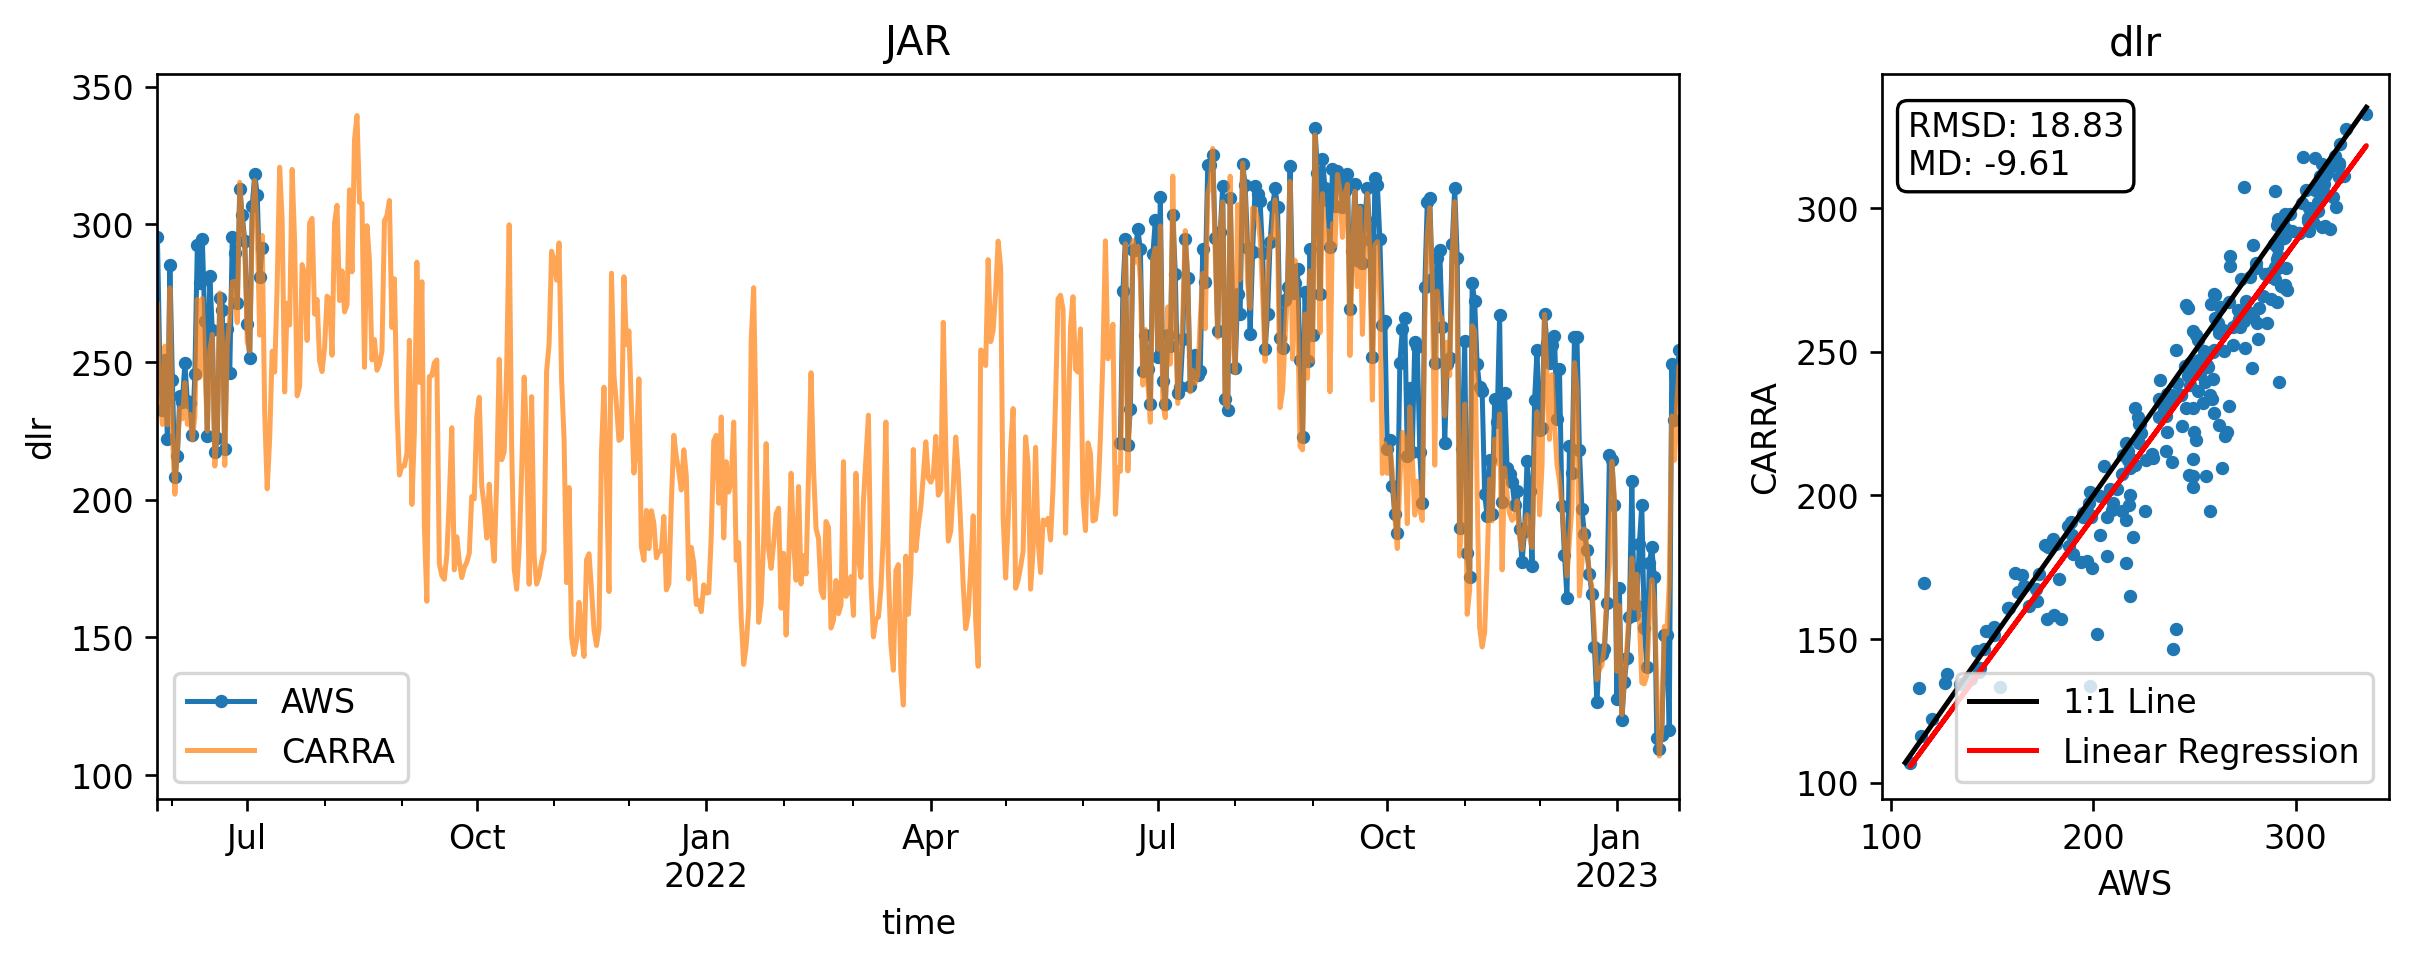 JAR
dlr
350
300
250
200
150
100
AWS
CARRA
Jul
Oct
Jan
2022
Apr
Jul
Oct
Jan
2023
time
dlr
RMSD: 18.83
MD: -9.61
CARRA
300
250
200
150
100
1:1 Line
Linear Regression
100
200
300
AWS